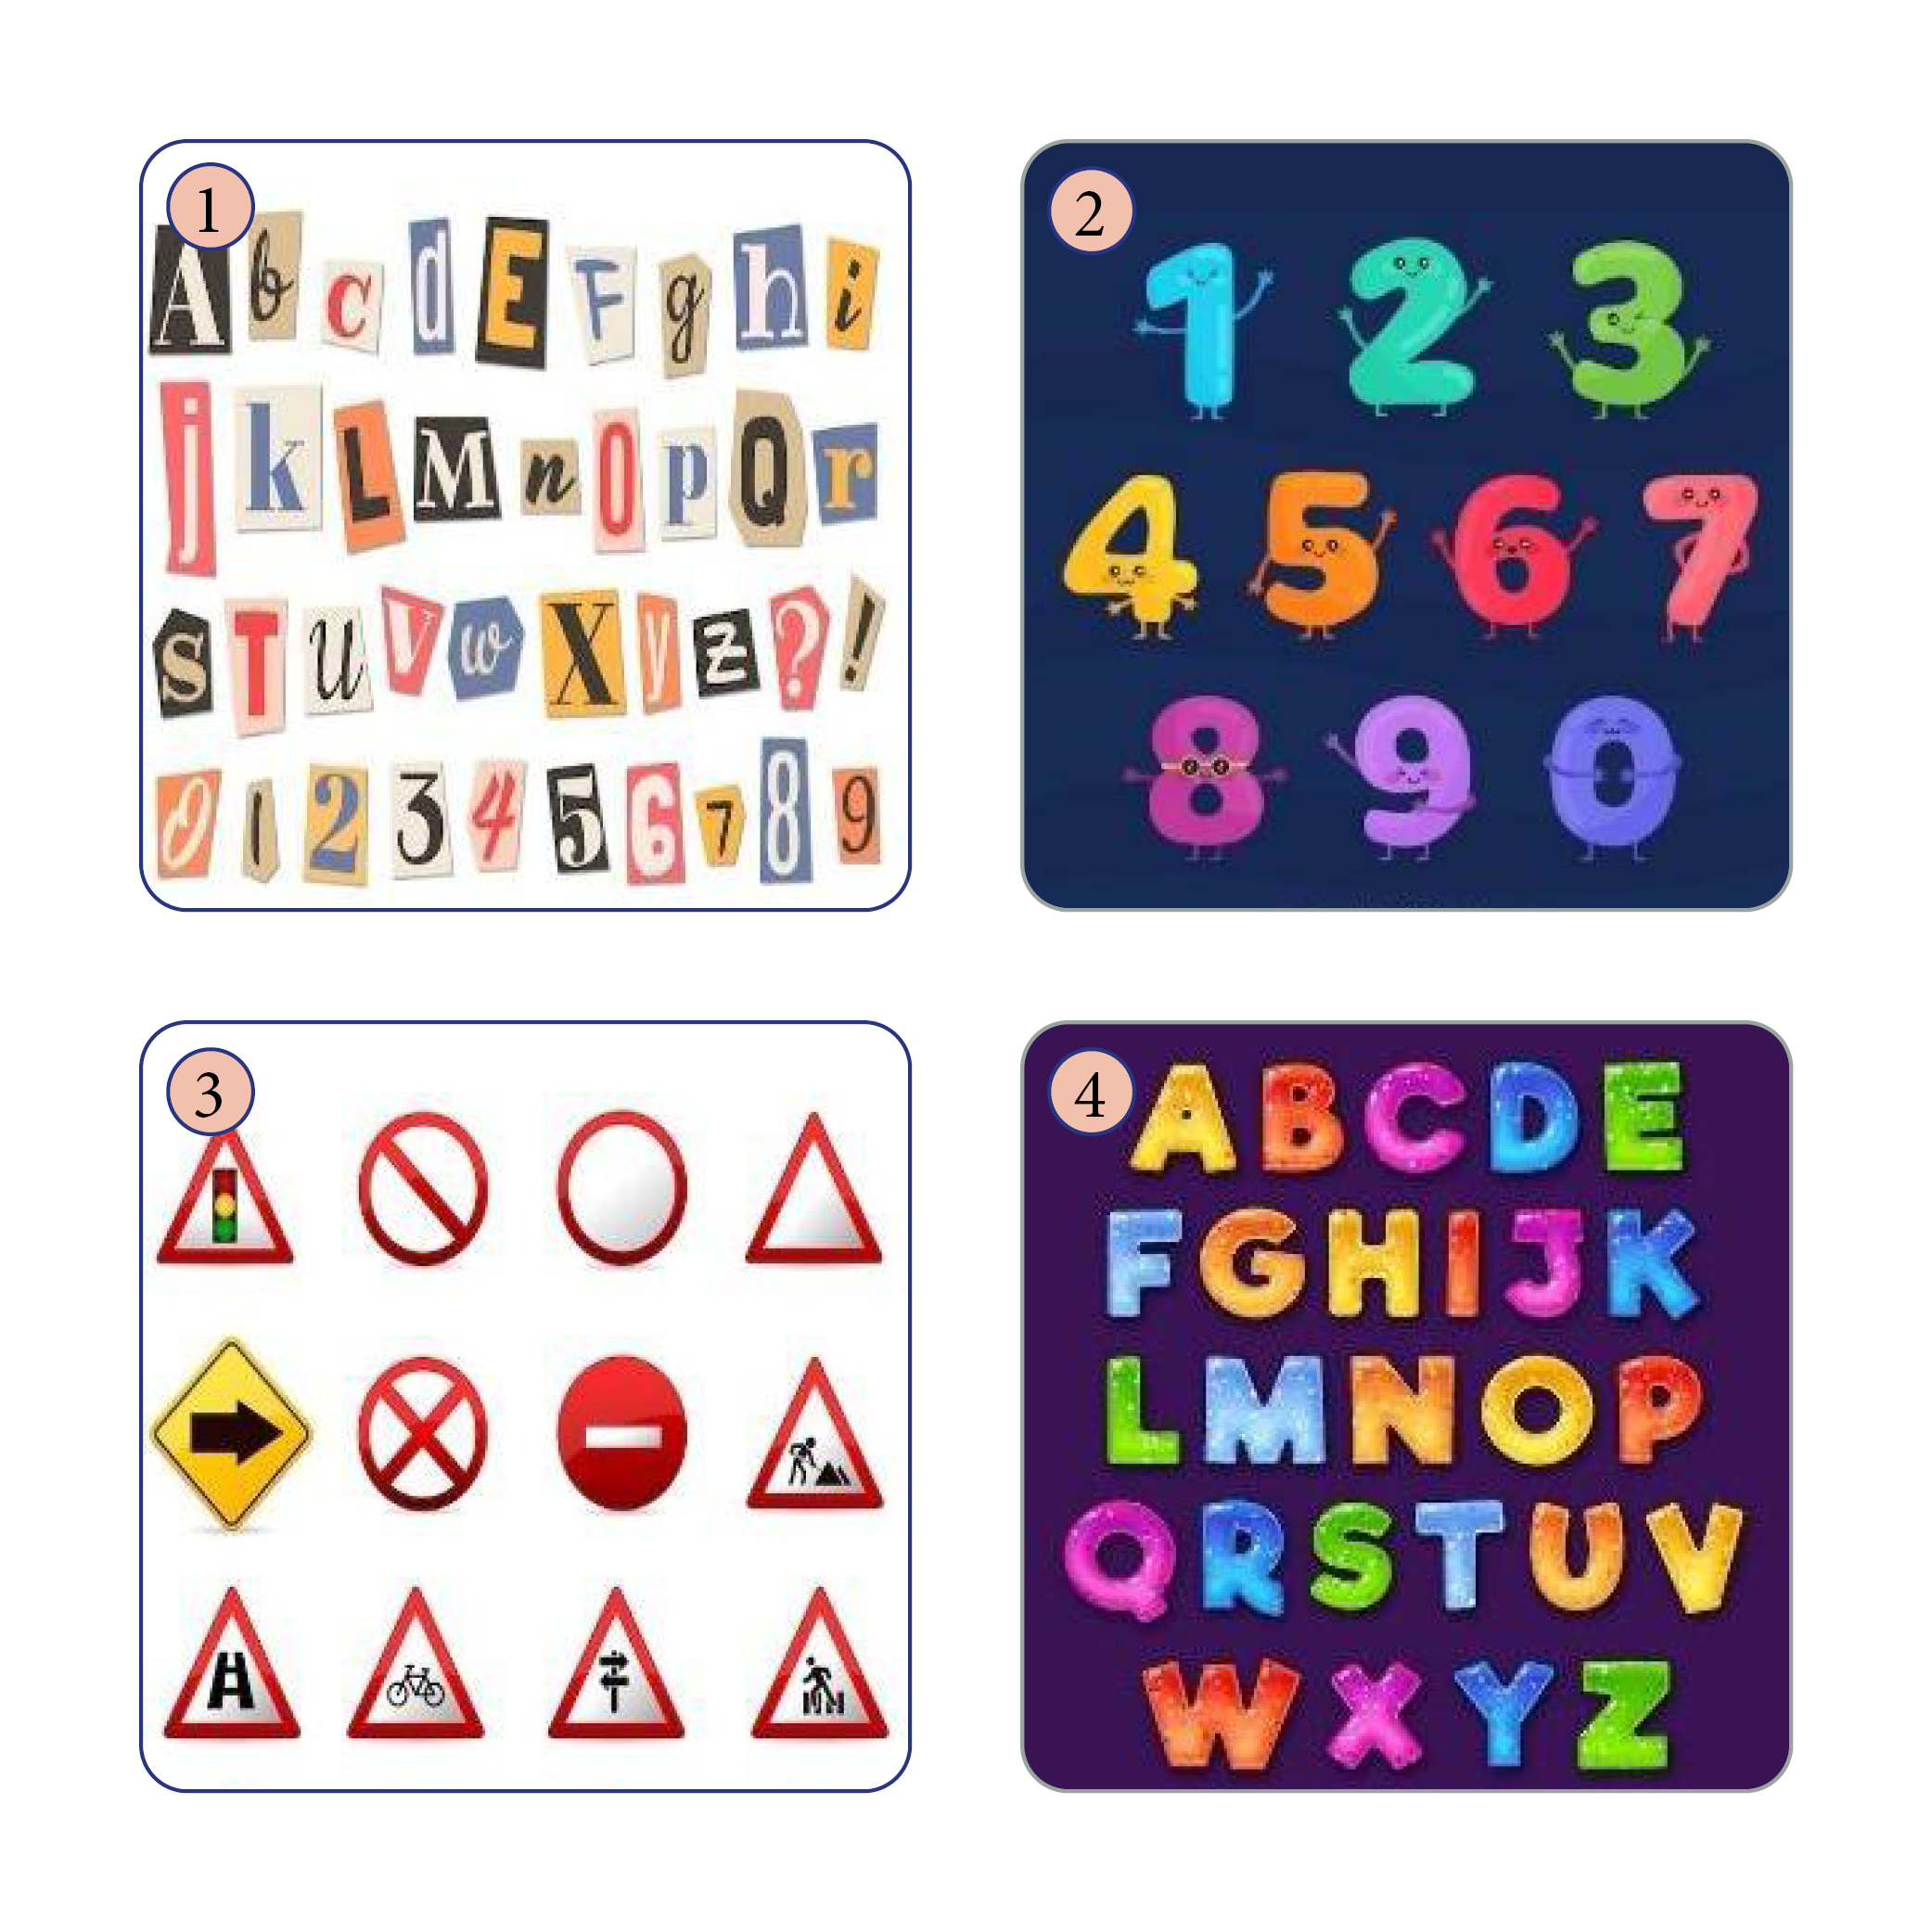 1
A b c d E F g h i
j k L M n o p Q r
S T u V w X y z ? !
0 1 2 3 4 5 6 7 8 9
2
1 2 3
4 5 6 7
8 9 0
3
4
A B C D E
F G H I J K
L M N O P
Q R S T U V
W X Y Z